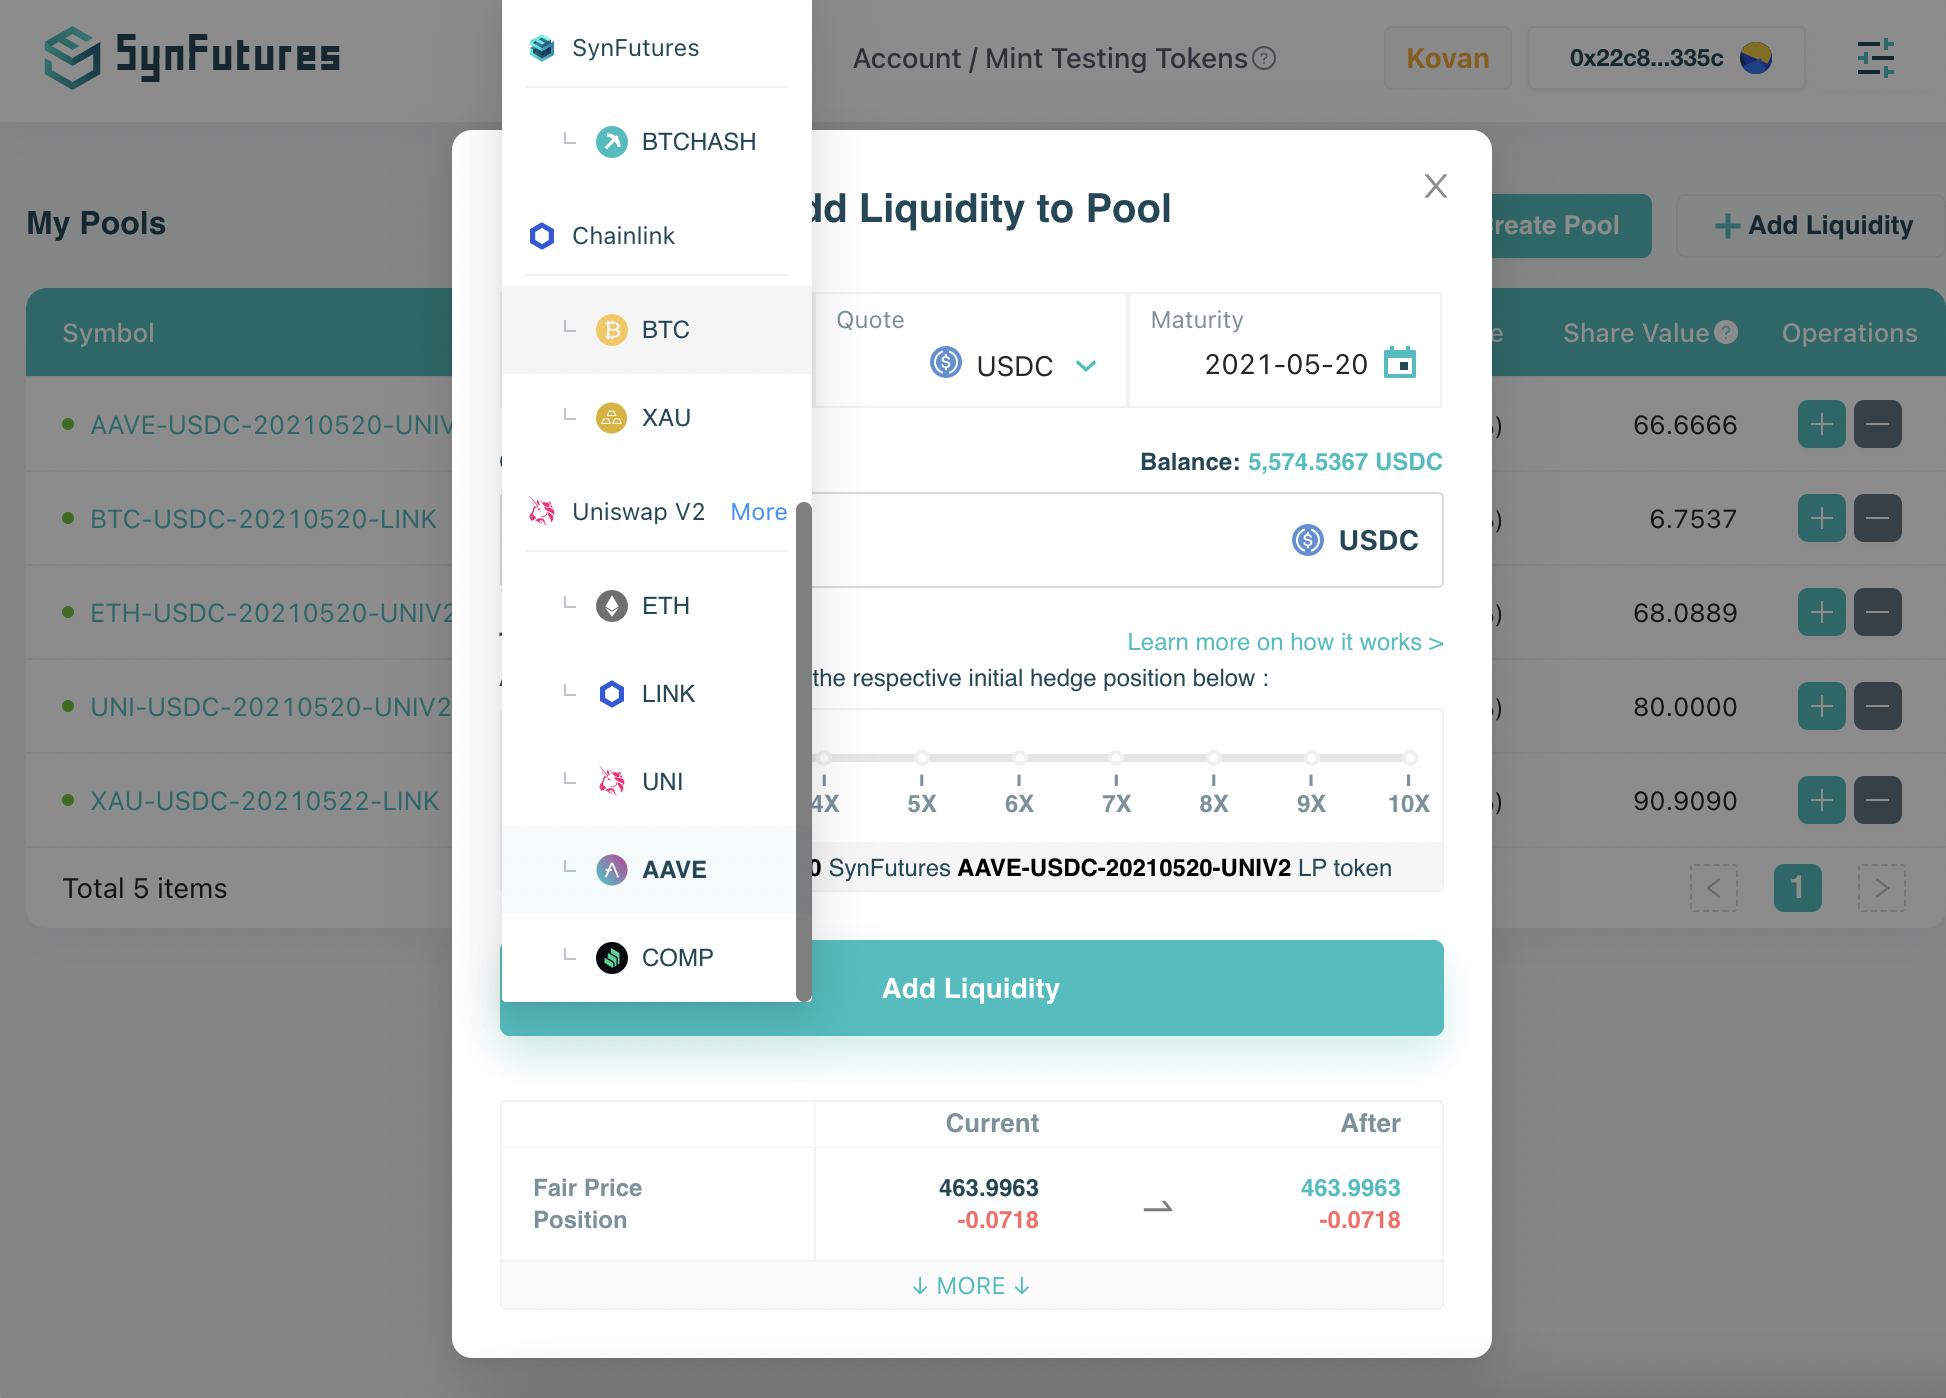 SynFutures
Account / Mint Testing Tokens
Kovan
0x22c8...335c
My Pools
Create Pool
Add Liquidity
Symbol
Share Value
Operations
AAVE-USDC-20210520-UNIV
66.6666
BTC-USDC-20210520-LINK
6.7537
ETH-USDC-20210520-UNIV2
68.0889
UNI-USDC-20210520-UNIV2
80.0000
XAU-USDC-20210522-LINK
90.9090
Total 5 items
1
SynFutures
BTCHASH
Chainlink
BTC
XAU
Uniswap V2 More
ETH
LINK
UNI
AAVE
COMP
dd Liquidity to Pool
Quote
USDC
Maturity
2021-05-20
Balance: 5,574.5367 USDC
USDC
Learn more on how it works >
the respective initial hedge position below :
4X 5X 6X 7X 8X 9X 10X
0 SynFutures AAVE-USDC-20210520-UNIV2 LP token
Add Liquidity
Current After
Fair Price 463.9963 463.9963
Position -0.0718 -0.0718
↓ MORE ↓